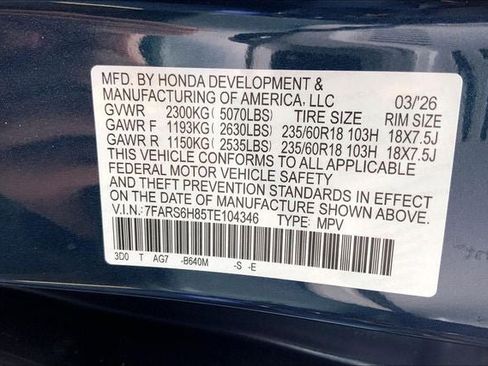 MFD. BY HONDA DEVELOPMENT &
MANUFACTURING OF AMERICA, LLC 03/'26
GVWR 2300KG ( 5070LBS) TIRE SIZE RIM SIZE
GAWR F 1193KG ( 2630LBS) 235/60R18 103H 18X7.5J
GAWR R 1150KG ( 2535LBS) 235/60R18 103H 18X7.5J
THIS VEHICLE CONFORMS TO ALL APPLICABLE
FEDERAL MOTOR VEHICLE SAFETY
AND THEFT PREVENTION STANDARDS IN EFFECT
ON THE DATE OF MANUFACTURE SHOWN ABOVE.
V.I.N.: 7FARS6H85TE104346 TYPE: MPV
3D0 T AG7 -B640M -S -E